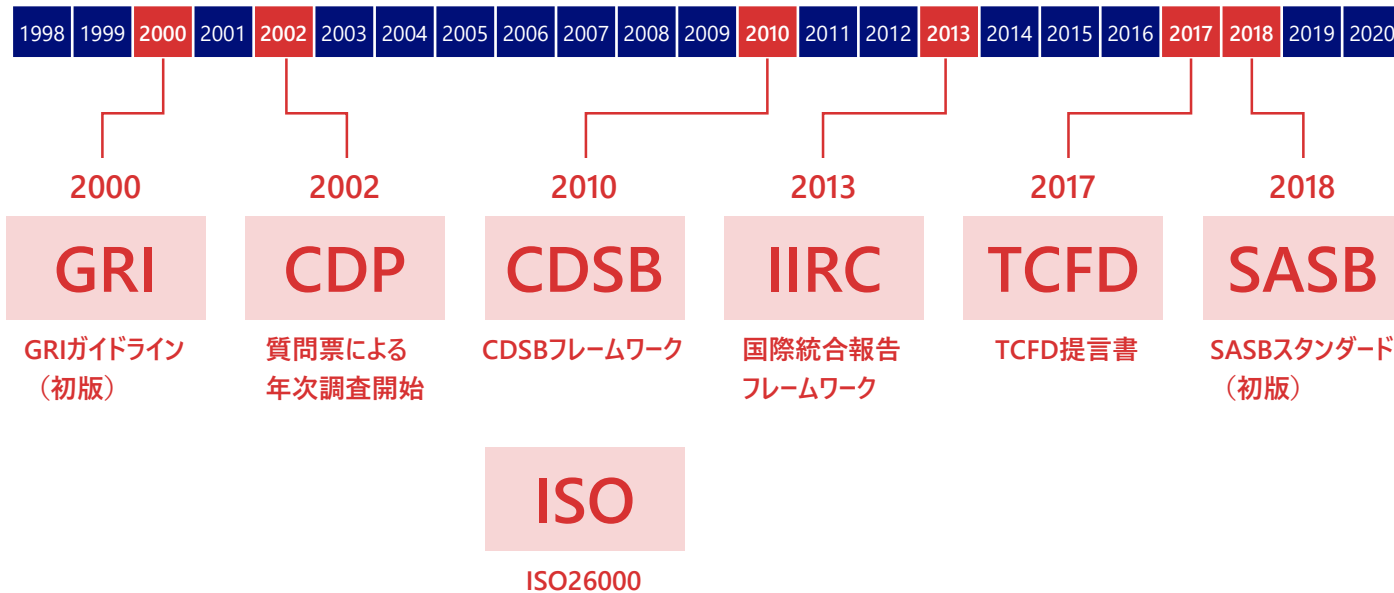 1998 1999 2000 2001 2002 2003 2004 2005 2006 2007 2008 2009 2010 2011 2012 2013 2014 2015 2016 2017 2018 2019 2020
2000 2002 2010 2013 2017 2018
GRI CDP CDSB IIRC TCFD SASB
GRIガイドライン 質問票による CDSBフレームワーク 国際統合報告 TCFD提言書 SASBスタンダード
（初版） 年次調査開始 フレームワーク （初版）
ISO
ISO26000